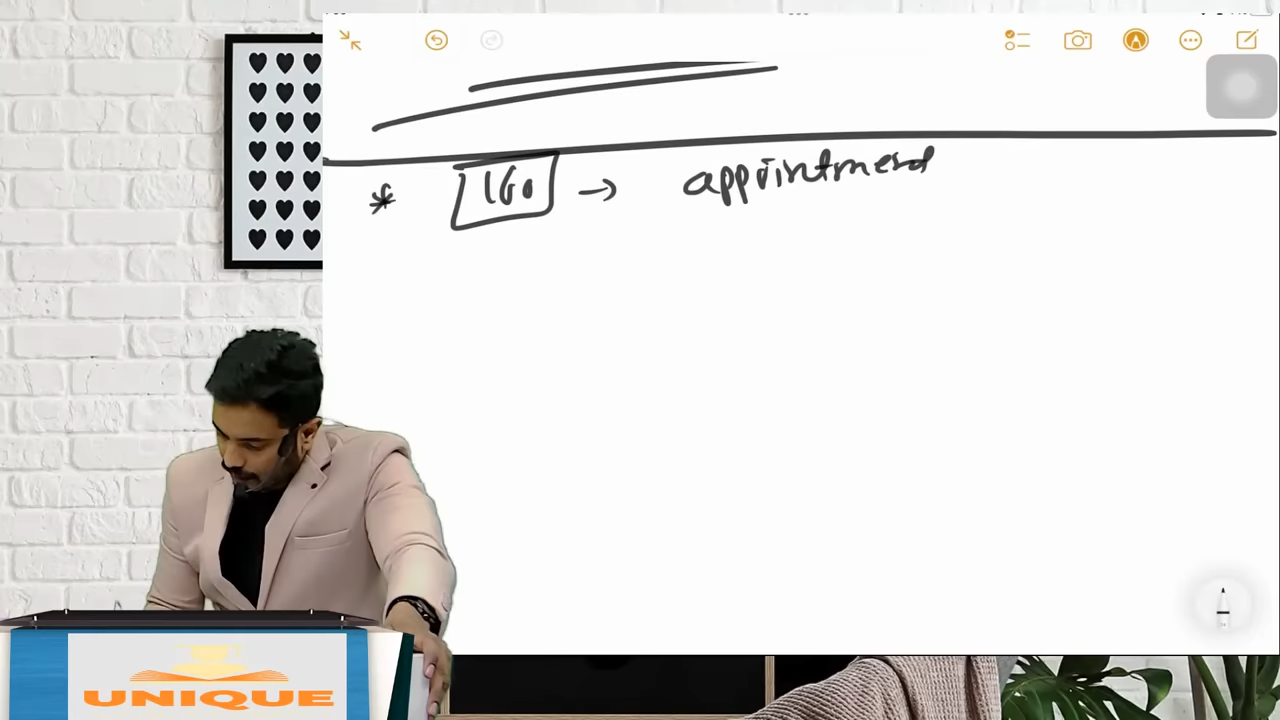 * 160 → appointment
UNIQUE